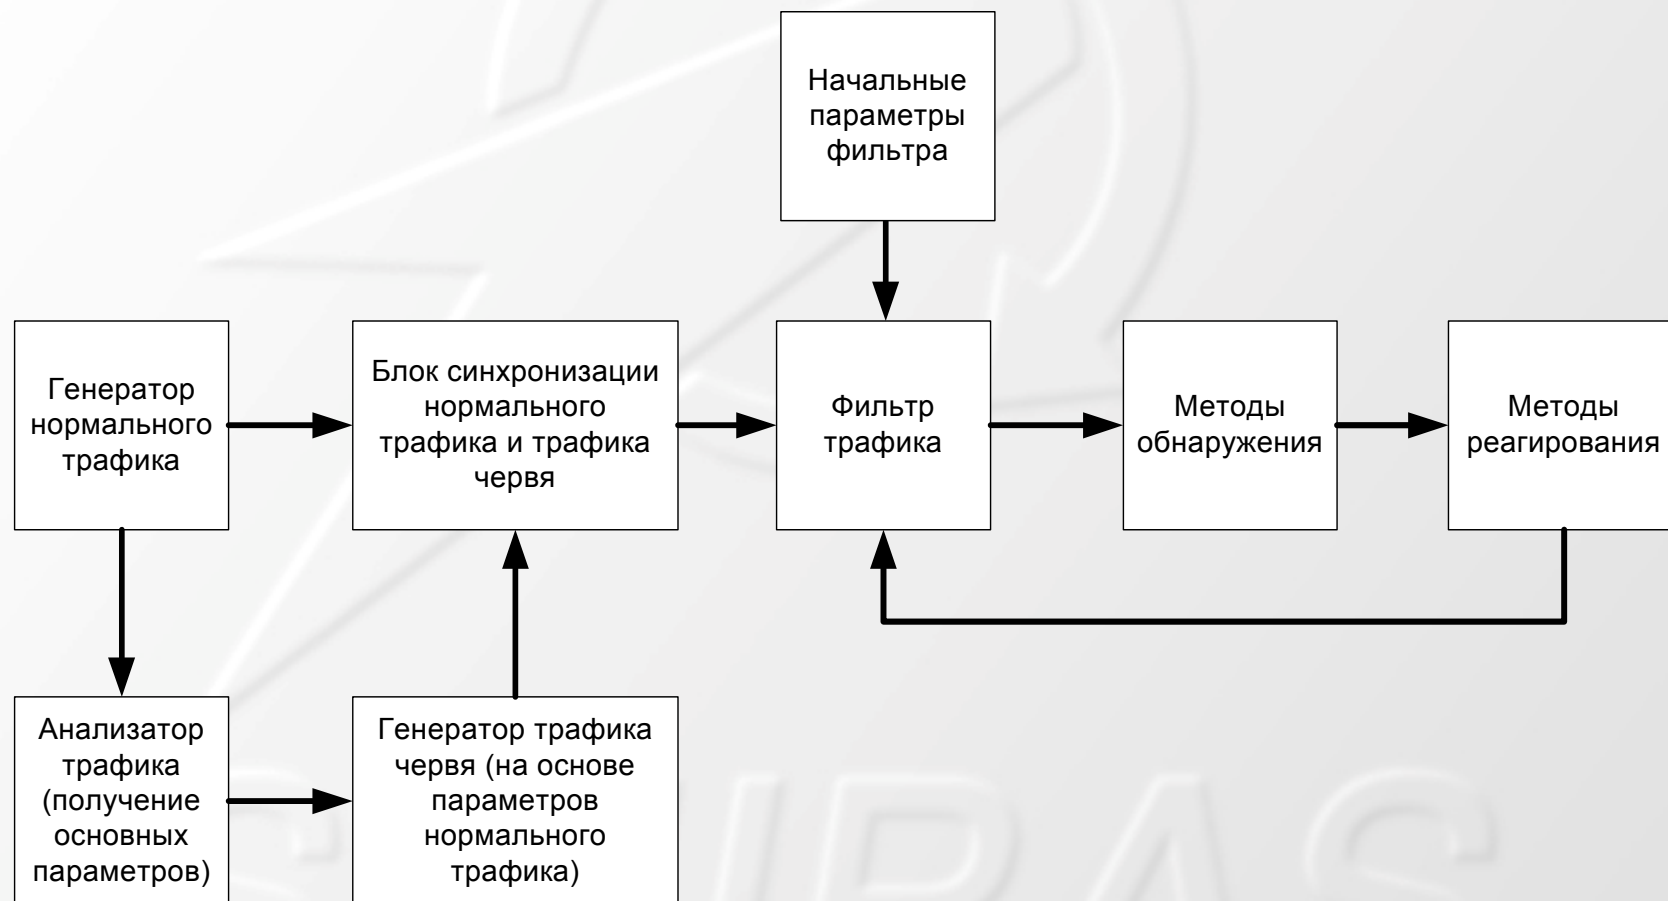 Начальные
параметры
фильтра
Генератор
нормального
трафика
Блок синхронизации
нормального
трафика и трафика
червя
Фильтр
трафика
Методы
обнаружения
Методы
реагирования
Анализатор
трафика
(получение
основных
параметров)
Генератор трафика
червя (на основе
параметров
нормального
трафика)